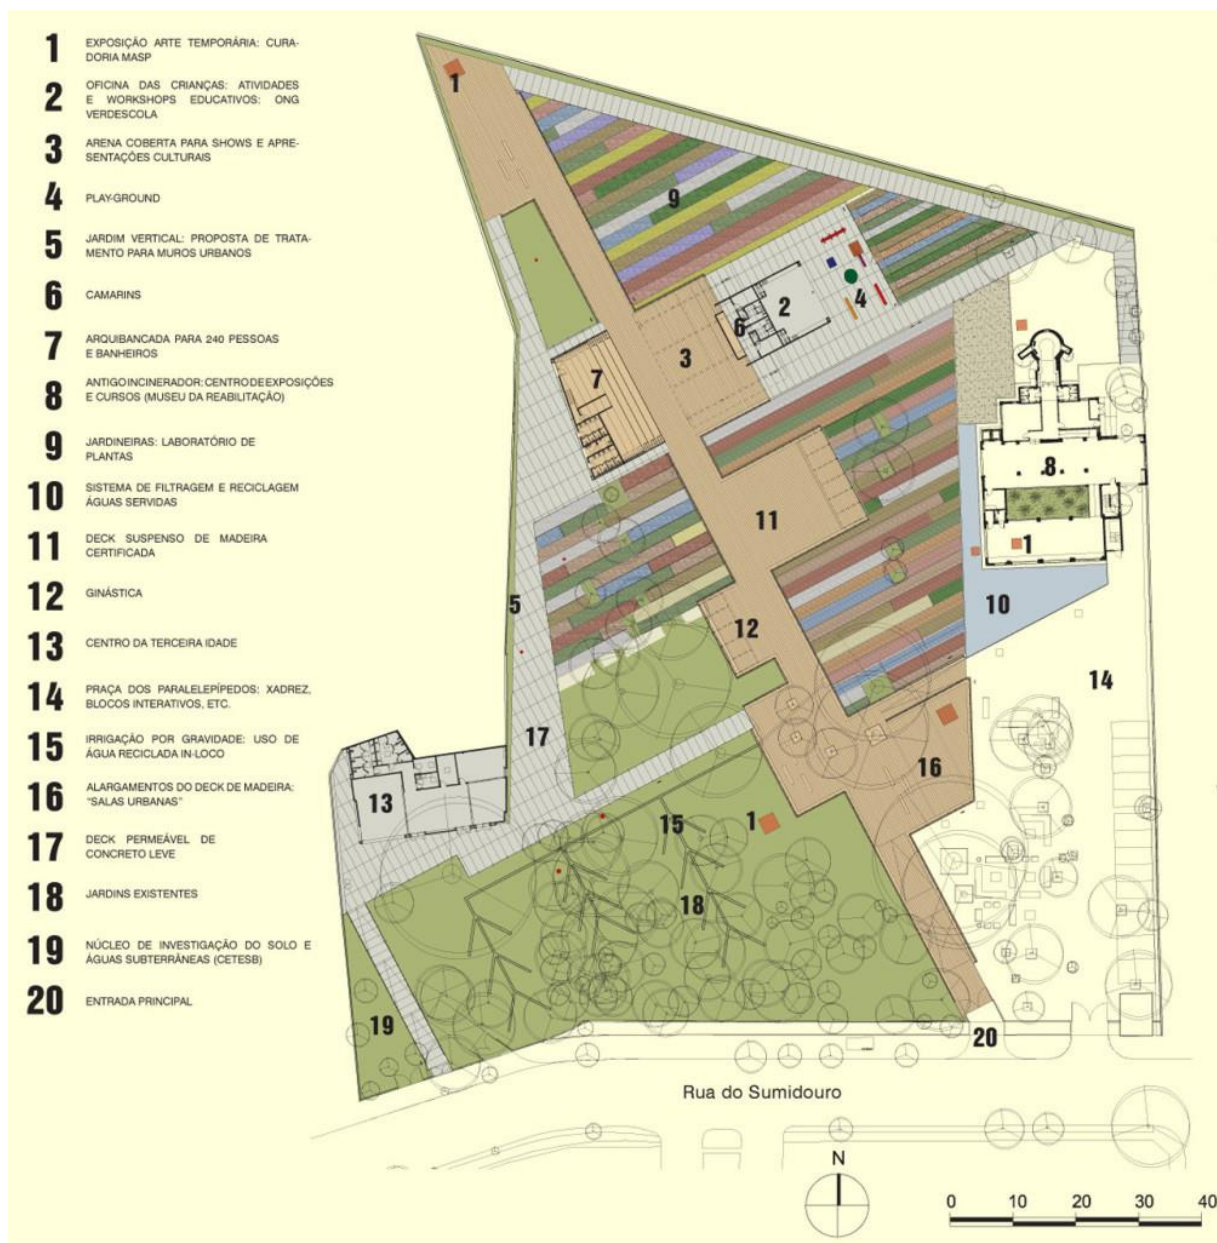 1
EXPOSIÇÃO ARTE TEMPORÁRIA: CURA-
DORIA MASP
2
OFICINA DAS CRIANÇAS: ATIVIDADES
E WORKSHOPS EDUCATIVOS: ONG
VERDESCOLA
3
ARENA COBERTA PARA SHOWS E APRE-
SENTAÇÕES CULTURAIS
4
PLAY-GROUND
5
JARDIM VERTICAL: PROPOSTA DE TRATA-
MENTO PARA MUROS URBANOS
6
CAMARINS
7
ARQUIBANCADA PARA 240 PESSOAS
E BANHEIROS
8
ANTIGO INCINERADOR: CENTRO DE EXPOSIÇÕES
E CURSOS (MUSEU DA REABILITAÇÃO)
9
JARDINEIRAS: LABORATÓRIO DE
PLANTAS
10
SISTEMA DE FILTRAGEM E RECICLAGEM
ÁGUAS SERVIDAS
11
DECK SUSPENSO DE MADEIRA
CERTIFICADA
12
GINÁSTICA
13
CENTRO DA TERCEIRA IDADE
14
PRAÇA DOS PARALELEPÍPEDOS: XADREZ,
BLOCOS INTERATIVOS, ETC.
15
IRRIGAÇÃO POR GRAVIDADE: USO DE
ÁGUA RECICLADA IN-LOCO
16
ALARGAMENTOS DO DECK DE MADEIRA:
"SALAS URBANAS"
17
DECK PERMEÁVEL DE
CONCRETO LEVE
18
JARDINS EXISTENTES
19
NÚCLEO DE INVESTIGAÇÃO DO SOLO E
ÁGUAS SUBTERRÂNEAS (CETESB)
20
ENTRADA PRINCIPAL
1
9
2
4
6
3
7
8
11
1
5
12
10
14
17
16
13
15
1
18
19
20
Rua do Sumidouro
N
0 10 20 30 40